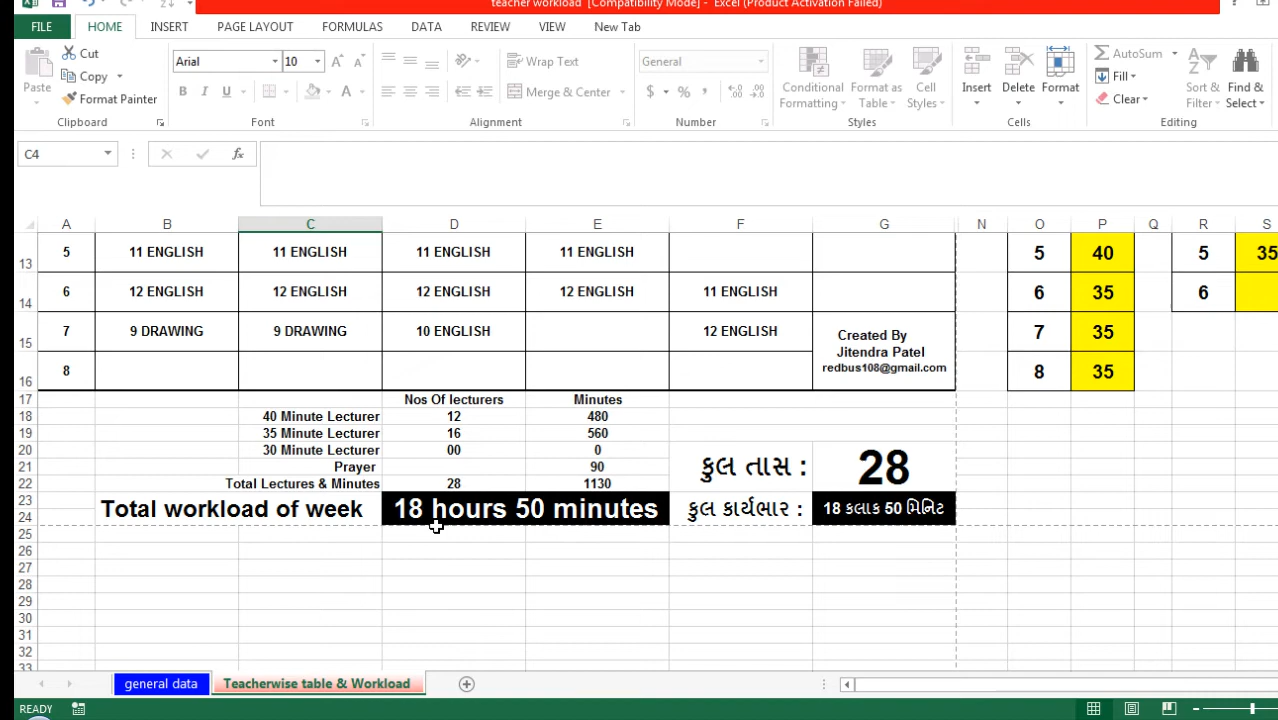 teacher workload [Compatibility Mode] - Excel (Product Activation Failed)
FILE HOME INSERT PAGE LAYOUT FORMULAS DATA REVIEW VIEW New Tab
Cut
Copy
Format Painter
Paste
Clipboard
Arial 10
Font
Wrap Text
Merge & Center
Alignment
General
Number
Conditional Formatting
Format as Table
Cell Styles
Styles
Insert Delete Format
Cells
AutoSum
Fill
Clear
Sort & Filter
Find & Select
Editing
C4
A B C D E F G N O P Q R S
13 5 11 ENGLISH 11 ENGLISH 11 ENGLISH 11 ENGLISH 5 40 5 35
14 6 12 ENGLISH 12 ENGLISH 12 ENGLISH 12 ENGLISH 11 ENGLISH 6 35 6
15 7 9 DRAWING 9 DRAWING 10 ENGLISH 12 ENGLISH 7 35
Created By
Jitendra Patel
redbus108@gmail.com
16 8 8 35
17 Nos Of lecturers Minutes
18 40 Minute Lecturer 12 480
19 35 Minute Lecturer 16 560
20 30 Minute Lecturer 00 0
21 Prayer 90
કુલ તાસ : 28
22 Total Lectures & Minutes 28 1130
23
24
Total workload of week 18 hours 50 minutes કુલ કાર્યભાર : 18 કલાક 50 મિનિટ
25
26
27
28
29
30
31
32
33
general data Teacherwise table & Workload
READY